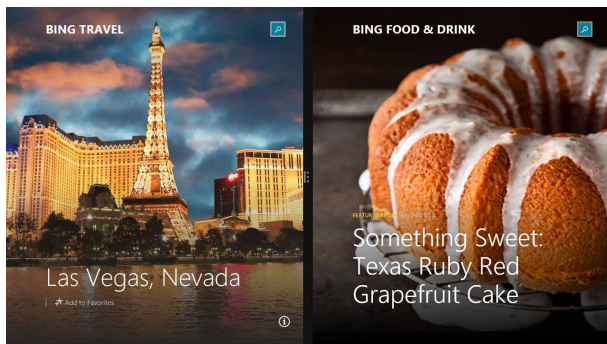 BING TRAVEL
Las Vegas, Nevada
Add to Favorites
BING FOOD & DRINK
Something Sweet:
Texas Ruby Red
Grapefruit Cake